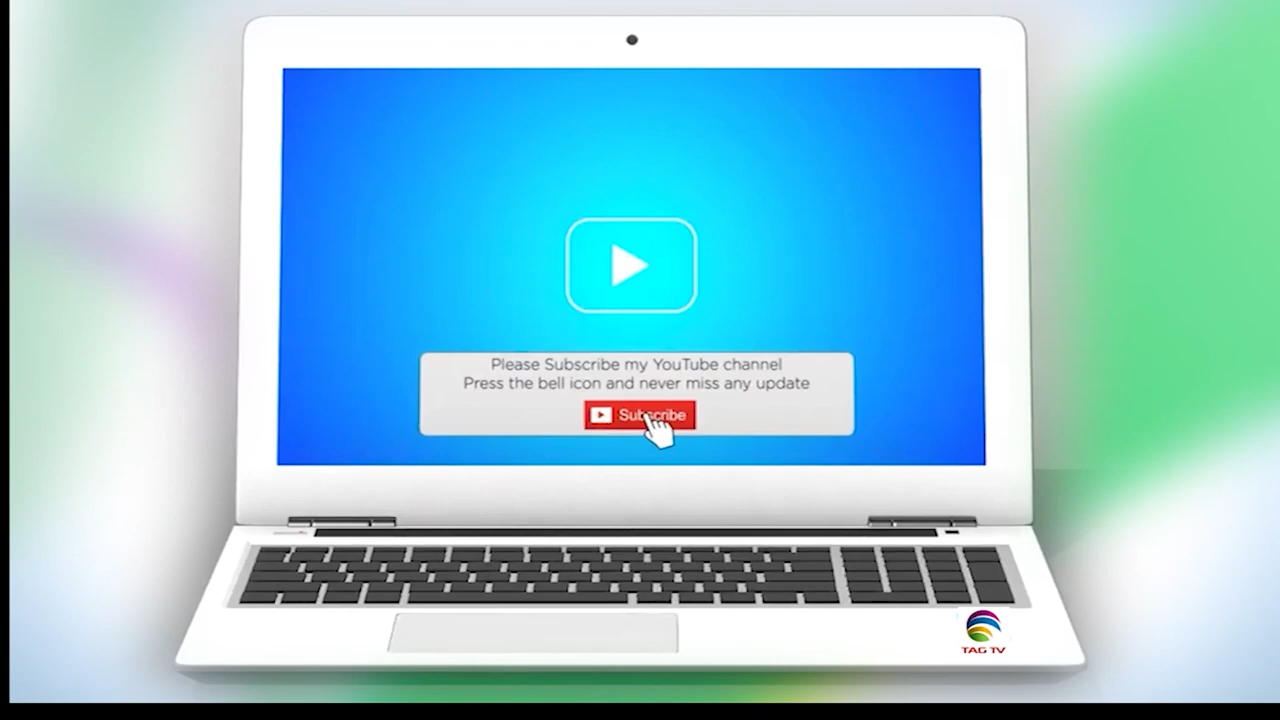 Please Subscribe my YouTube channel
Press the bell icon and never miss any update
Subscribe
TAG TV